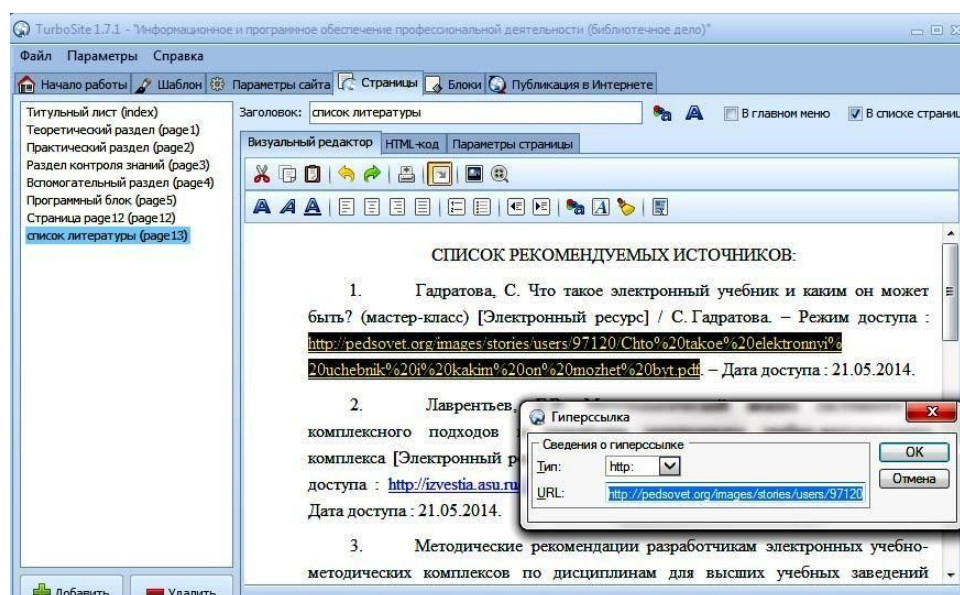 TurboSite 1.7.1 - "Информационное и программное обеспечение профессиональной деятельности (библиотечное дело)"
Файл Параметры Справка
Начало работы Шаблон Параметры сайта Страницы Блоки Публикация в Интернете
Титульный лист (index)
Теоретический раздел (page1)
Практический раздел (page2)
Раздел контроля знаний (page3)
Вспомогательный раздел (page4)
Программный блок (page5)
Страница page12 (page12)
список литературы (page13)
Добавить Удалить
Заголовок: список литературы В главном меню В списке страниц
Визуальный редактор HTML-код Параметры страницы
СПИСОК РЕКОМЕНДУЕМЫХ ИСТОЧНИКОВ:
1. Гадратова, С. Что такое электронный учебник и каким он может
быть? (мастер-класс) [Электронный ресурс] / С. Гадратова. – Режим доступа :
http://pedsovet.org/images/stories/users/97120/Chto%20takoe%20elektronnyi%
20uchebnik%20i%20kakim%20on%20mozhet%20byt.pdf. – Дата доступа : 21.05.2014.
2. Лаврентьев,
комплексного подходов
комплекса [Электронный р
доступа : http://izvestia.asu.ru
Дата доступа : 21.05.2014.
3. Методические рекомендации разработчикам электронных учебно-
методических комплексов по дисциплинам для высших учебных заведений
Гиперссылка
Сведения о гиперссылке
Тип: http:
URL: http://pedsovet.org/images/stories/users/97120
OK
Отмена